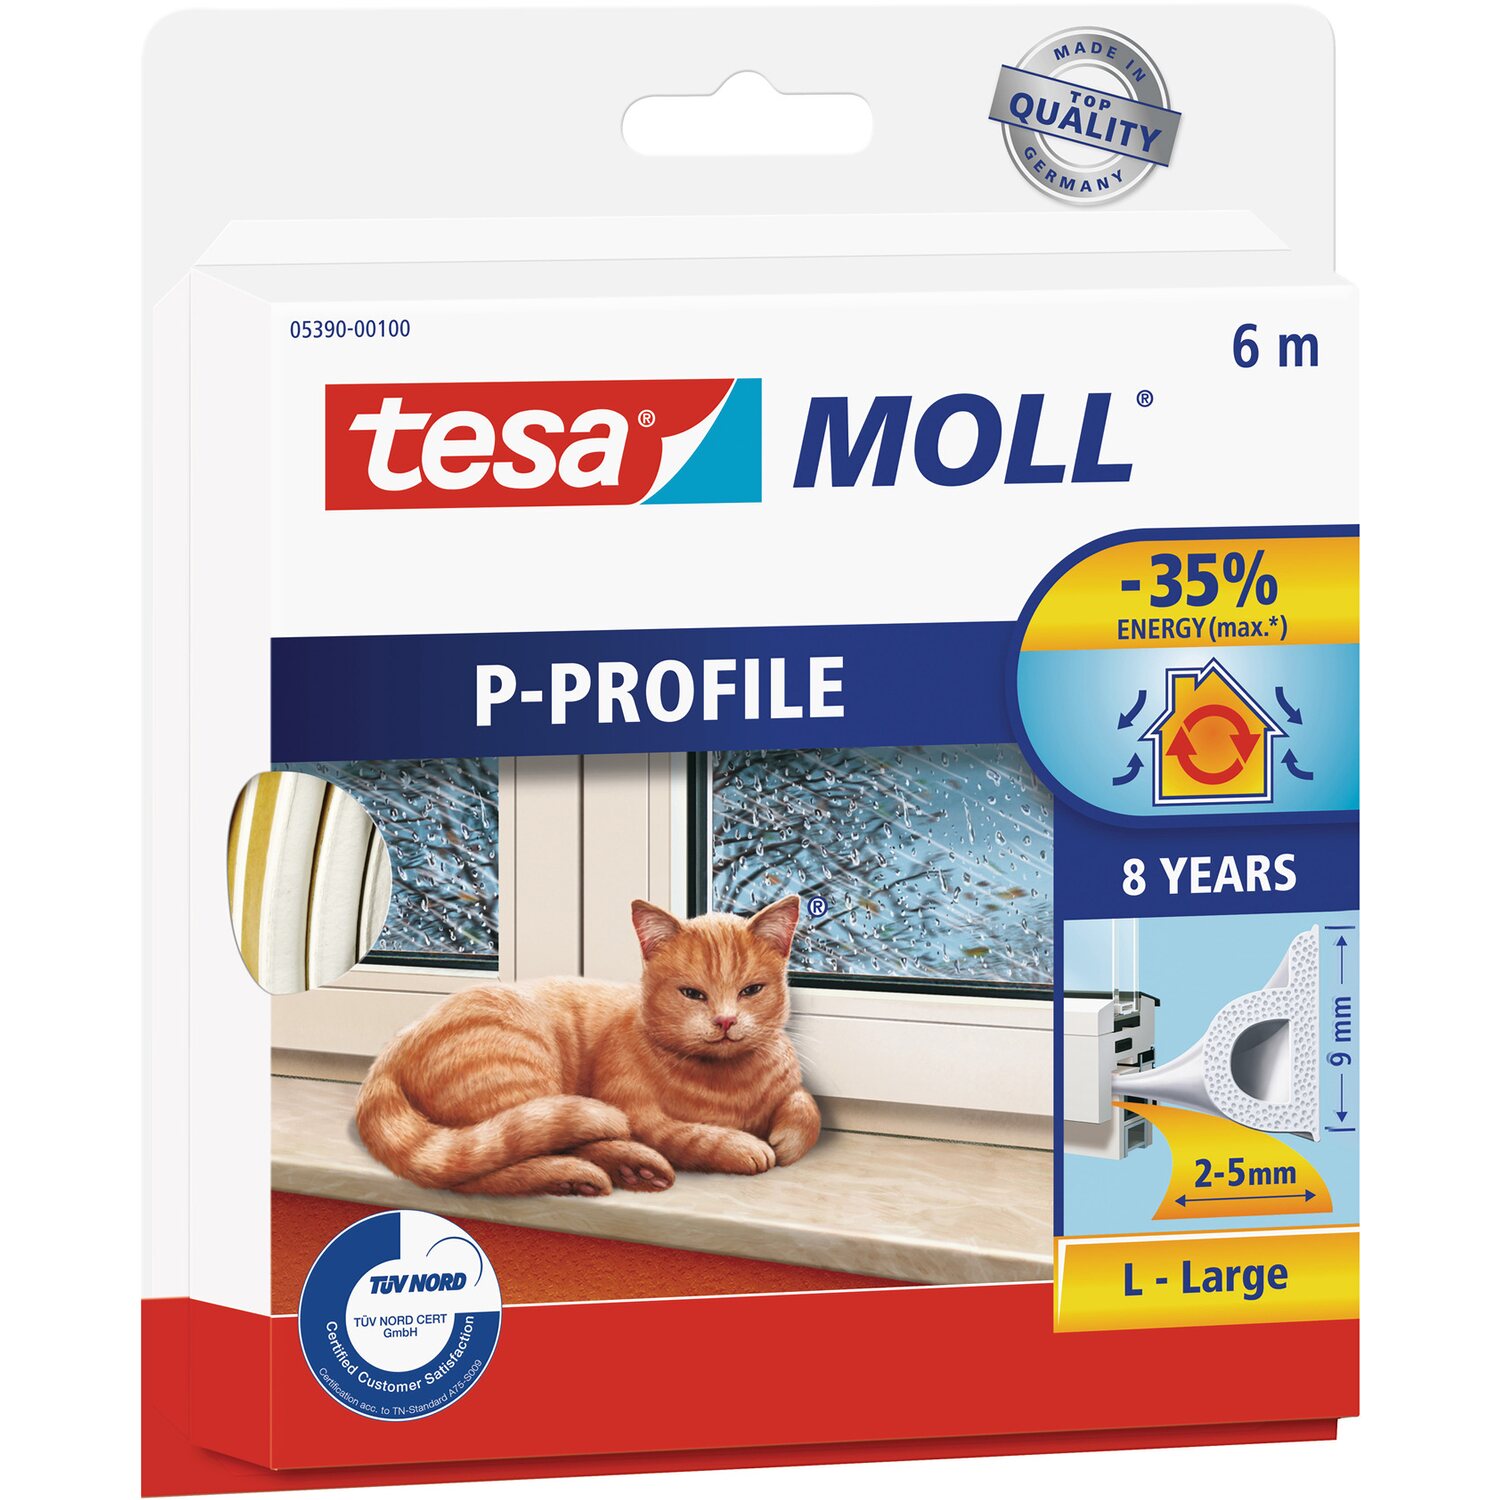 MADE IN
TOP
QUALITY
GERMANY
05390-00100
6 m
tesa®
MOLL®
-35%
ENERGY (max.*)
P-PROFILE
8 YEARS
®
9 mm
2-5mm
L - Large
TÜV NORD
TÜV NORD CERT
GmbH
Certified Customer Satisfaction
Certification acc. to TN-Standard A75-S009